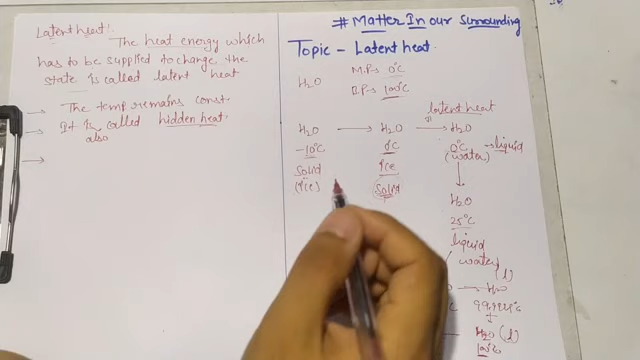 Latent heat:
The heat energy which
has to be supplied to change the
state is called latent heat
→ The temp remains const.
→ It is called hidden heat.
also
→
# Matter In our Surrounding
Topic - Latent heat.
H₂O M.P → 0°C
B.P → 100°C
latent heat
H₂O → H₂O → H₂O
-10°C 0°C 0°C → liquid
Solid Ice (water)
(Ice) Solid
H₂O
25°C
liquid
water (l)
→ H₂O
°C 99.9999°C
H₂O (l)
100°C